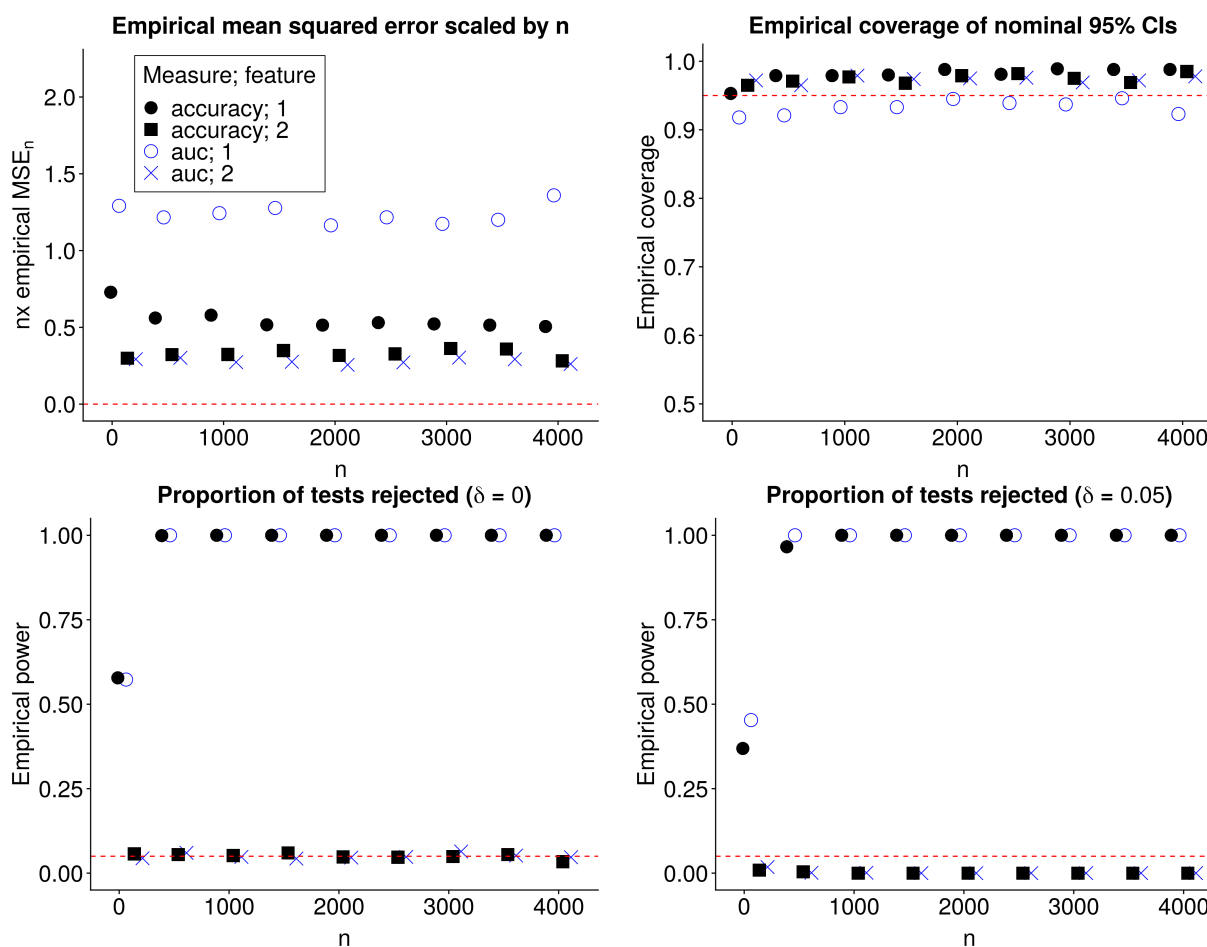 Empirical mean squared error scaled by n
nx empirical MSEn
2.0
1.5
1.0
0.5
0.0
Measure; feature
accuracy; 1
accuracy; 2
auc; 1
auc; 2
0 1000 2000 3000 4000
n
Empirical coverage of nominal 95% CIs
Empirical coverage
1.0
0.9
0.8
0.7
0.6
0.5
0 1000 2000 3000 4000
n
Proportion of tests rejected (δ = 0)
Empirical power
1.00
0.75
0.50
0.25
0.00
0 1000 2000 3000 4000
n
Proportion of tests rejected (δ = 0.05)
Empirical power
1.00
0.75
0.50
0.25
0.00
0 1000 2000 3000 4000
n